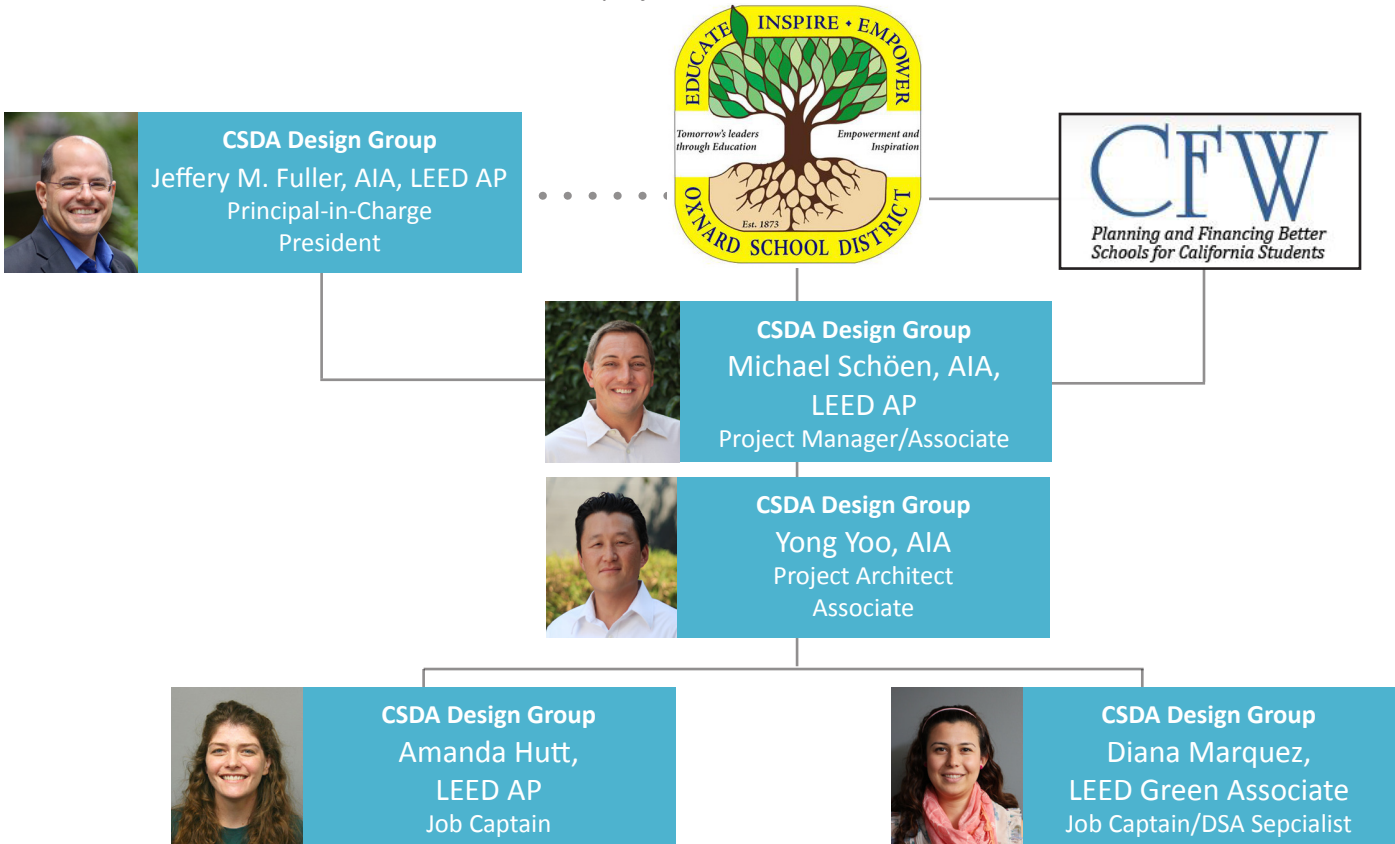 EDUCATE INSPIRE • EMPOWER
Tomorrow's leaders
through Education
Empowerment and
Inspiration
Est. 1873
OXNARD SCHOOL DISTRICT
CSDA Design Group
Jeffery M. Fuller, AIA, LEED AP
Principal-in-Charge
President
CFW
Planning and Financing Better
Schools for California Students
CSDA Design Group
Michael Schöen, AIA,
LEED AP
Project Manager/Associate
CSDA Design Group
Yong Yoo, AIA
Project Architect
Associate
CSDA Design Group
Amanda Hutt,
LEED AP
Job Captain
CSDA Design Group
Diana Marquez,
LEED Green Associate
Job Captain/DSA Sepcialist